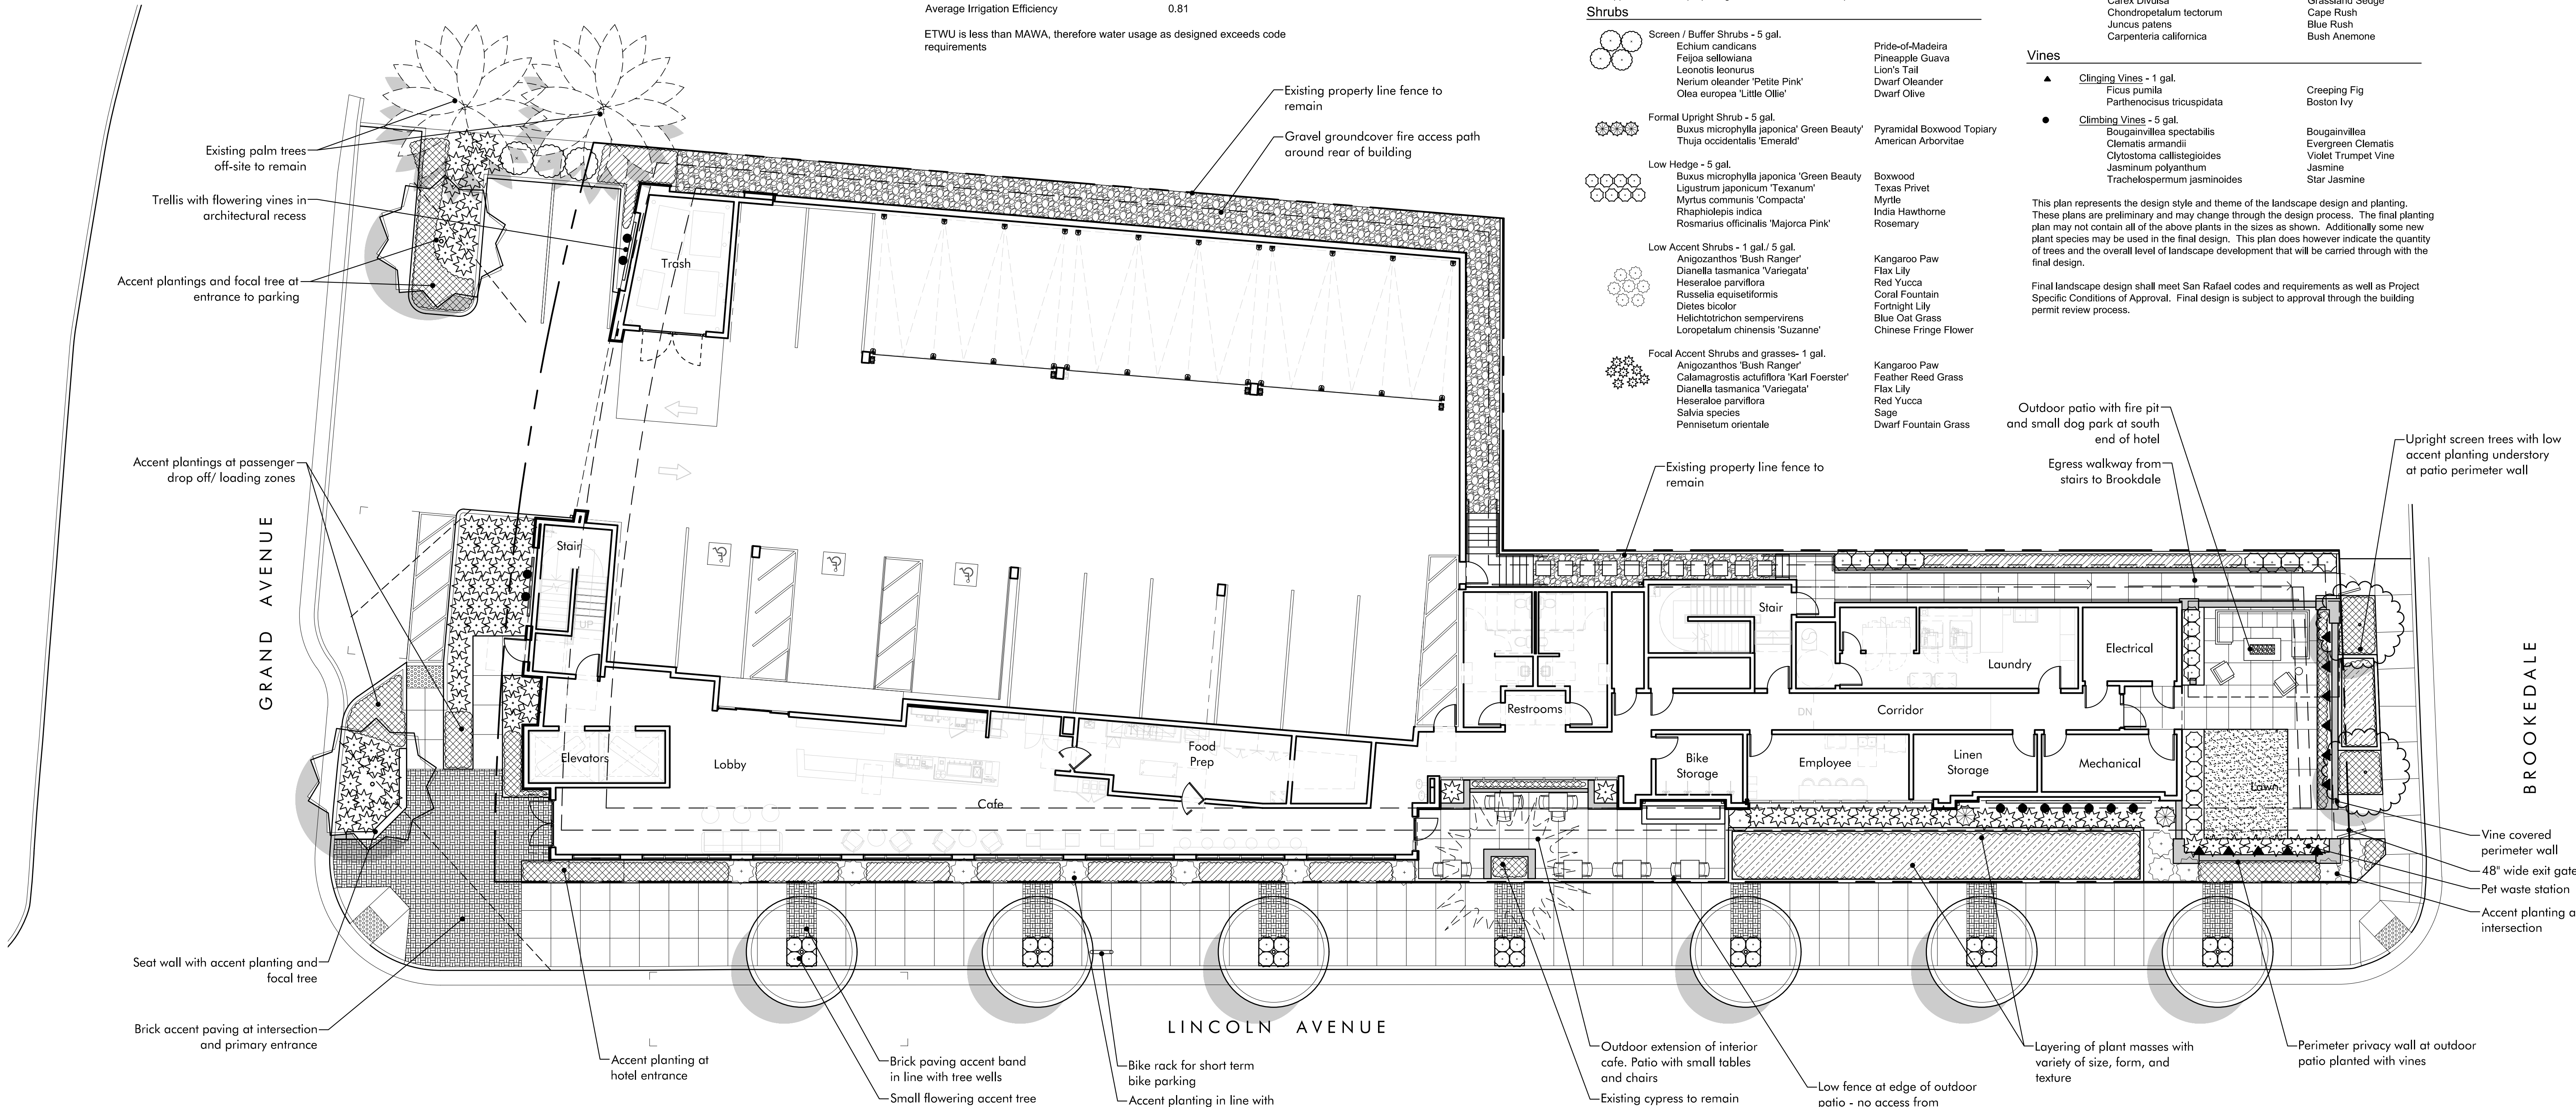 Average Irrigation Efficiency 0.81
ETWU is less than MAWA, therefore water usage as designed exceeds code
requirements
Shrubs
Screen / Buffer Shrubs - 5 gal.
Echium candicans Pride-of-Madeira
Feijoa sellowiana Pineapple Guava
Leonotis leonurus Lion's Tail
Nerium oleander 'Petite Pink' Dwarf Oleander
Olea europea 'Little Ollie' Dwarf Olive
Formal Upright Shrub - 5 gal.
Buxus microphylla japonica' Green Beauty' Pyramidal Boxwood Topiary
Thuja occidentalis 'Emerald' American Arborvitae
Low Hedge - 5 gal.
Buxus microphylla japonica 'Green Beauty Boxwood
Ligustrum japonicum 'Texanum' Texas Privet
Myrtus communis 'Compacta' Myrtle
Rhaphiolepis indica India Hawthorne
Rosmarius officinalis 'Majorca Pink' Rosemary
Low Accent Shrubs - 1 gal./ 5 gal.
Anigozanthos 'Bush Ranger' Kangaroo Paw
Dianella tasmanica 'Variegata' Flax Lily
Heseraloe parviflora Red Yucca
Russelia equisetiformis Coral Fountain
Dietes bicolor Fortnight Lily
Helichtotrichon sempervirens Blue Oat Grass
Loropetalum chinensis 'Suzanne' Chinese Fringe Flower
Focal Accent Shrubs and grasses- 1 gal.
Anigozanthos 'Bush Ranger' Kangaroo Paw
Calamagrostis actufiflora 'Karl Foerster' Feather Reed Grass
Dianella tasmanica 'Variegata' Flax Lily
Heseraloe parviflora Red Yucca
Salvia species Sage
Pennisetum orientale Dwarf Fountain Grass
Carex Divulsa Grassland Sedge
Chondropetalum tectorum Cape Rush
Juncus patens Blue Rush
Carpenteria californica Bush Anemone
Vines
Clinging Vines - 1 gal.
Ficus pumila Creeping Fig
Parthenocisus tricuspidata Boston Ivy
Climbing Vines - 5 gal.
Bougainvillea spectabilis Bougainvillea
Clematis armandii Evergreen Clematis
Clytostoma callistegioides Violet Trumpet Vine
Jasminum polyanthum Jasmine
Trachelospermum jasminoides Star Jasmine
This plan represents the design style and theme of the landscape design and planting.
These plans are preliminary and may change through the design process. The final planting
plan may not contain all of the above plants in the sizes as shown. Additionally some new
plant species may be used in the final design. This plan does however indicate the quantity
of trees and the overall level of landscape development that will be carried through with the
final design.
Final landscape design shall meet San Rafael codes and requirements as well as Project
Specific Conditions of Approval. Final design is subject to approval through the building
permit review process.
Existing property line fence to
remain
Gravel groundcover fire access path
around rear of building
Existing palm trees
off-site to remain
Trellis with flowering vines in
architectural recess
Accent plantings and focal tree at
entrance to parking
Accent plantings at passenger
drop off/ loading zones
GRAND AVENUE
Seat wall with accent planting and
focal tree
Brick accent paving at intersection
and primary entrance
Trash
Stair
UP
Elevators
Lobby
Cafe
Food
Prep
Restrooms
Stair
Bike
Storage
DN
Corridor
Employee
Linen
Storage
Mechanical
Laundry
Electrical
Lawn
Existing property line fence to
remain
Outdoor patio with fire pit
and small dog park at south
end of hotel
Egress walkway from
stairs to Brookdale
Upright screen trees with low
accent planting understory
at patio perimeter wall
BROOKEDALE
Vine covered
perimeter wall
48" wide exit gate
Pet waste station
Accent planting a
intersection
LINCOLN AVENUE
Accent planting at
hotel entrance
Brick paving accent band
in line with tree wells
Small flowering accent tree
Bike rack for short term
bike parking
Accent planting in line with
Outdoor extension of interior
cafe. Patio with small tables
and chairs
Existing cypress to remain
Low fence at edge of outdoor
patio - no access from
Layering of plant masses with
variety of size, form, and
texture
Perimeter privacy wall at outdoor
patio planted with vines